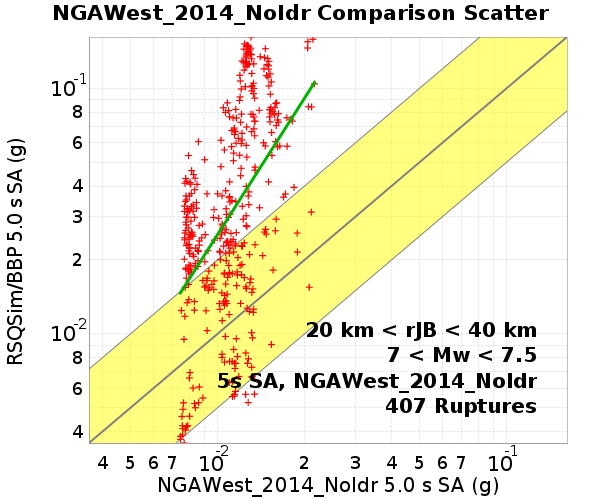 NGAWest_2014_NoIdr Comparison Scatter
RSQSim/BBP 5.0 s SA (g)
10-1
8
6
4
3
2
10-2
8
6
4
20 km < rJB < 40 km
7 < Mw < 7.5
5s SA, NGAWest_2014_NoIdr
407 Ruptures
4 5 6 7 10-2 2 3 4 5 6 7 10-1
NGAWest_2014_NoIdr 5.0 s SA (g)